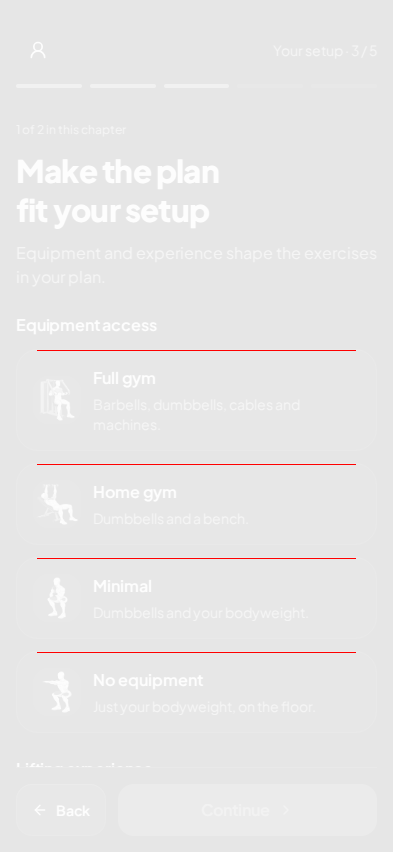 Your setup · 3 / 5
1 of 2 in this chapter
Make the plan
fit your setup
Equipment and experience shape the exercises
in your plan.
Equipment access
Full gym
Barbells, dumbbells, cables and
machines.
Home gym
Dumbbells and a bench.
Minimal
Dumbbells and your bodyweight.
No equipment
Just your bodyweight, on the floor.
Lifting experience
Back
Continue